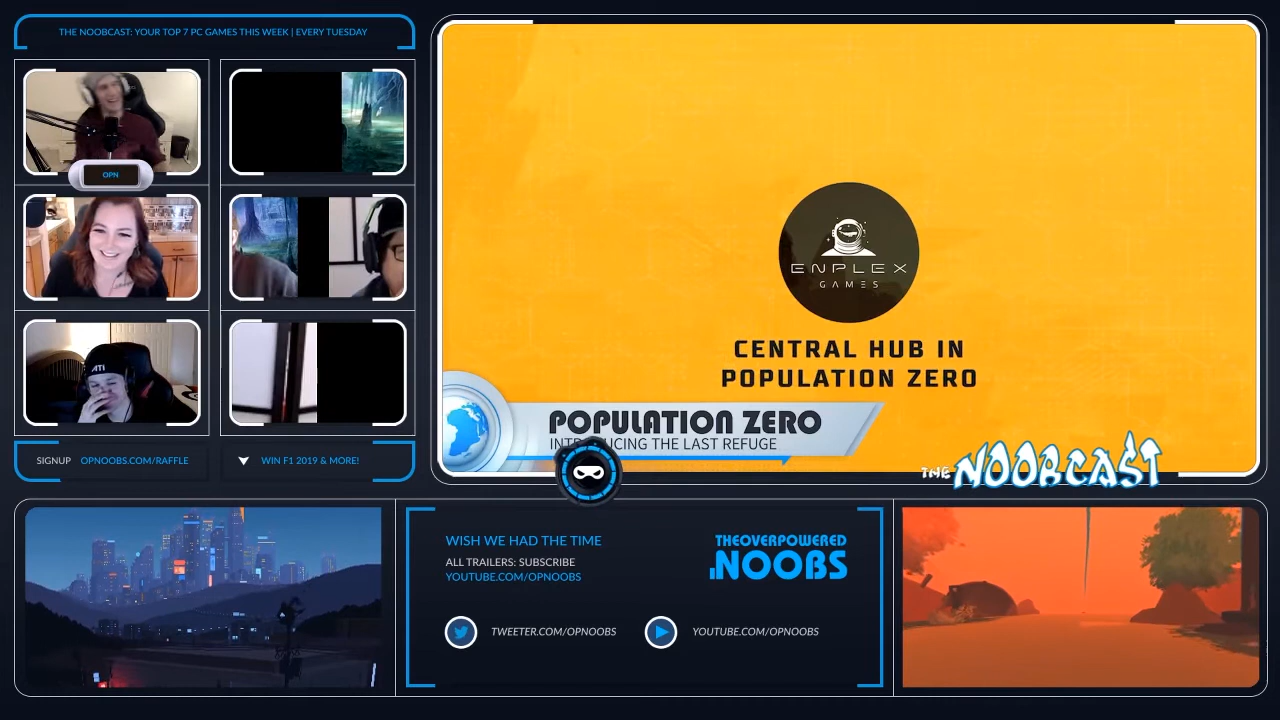 THE NOOBCAST: YOUR TOP 7 PC GAMES THIS WEEK | EVERY TUESDAY
OPN
ATI
SIGNUP OPNOOBS.COM/RAFFLE
WIN F1 2019 & MORE!
ENPLEX
GAMES
CENTRAL HUB IN
POPULATION ZERO
POPULATION ZERO
INTRODUCING THE LAST REFUGE
THE NOOBCAST
WISH WE HAD THE TIME
ALL TRAILERS: SUBSCRIBE
YOUTUBE.COM/OPNOOBS
THEOVERPOWERED
.NOOBS
TWEETER.COM/OPNOOBS
YOUTUBE.COM/OPNOOBS